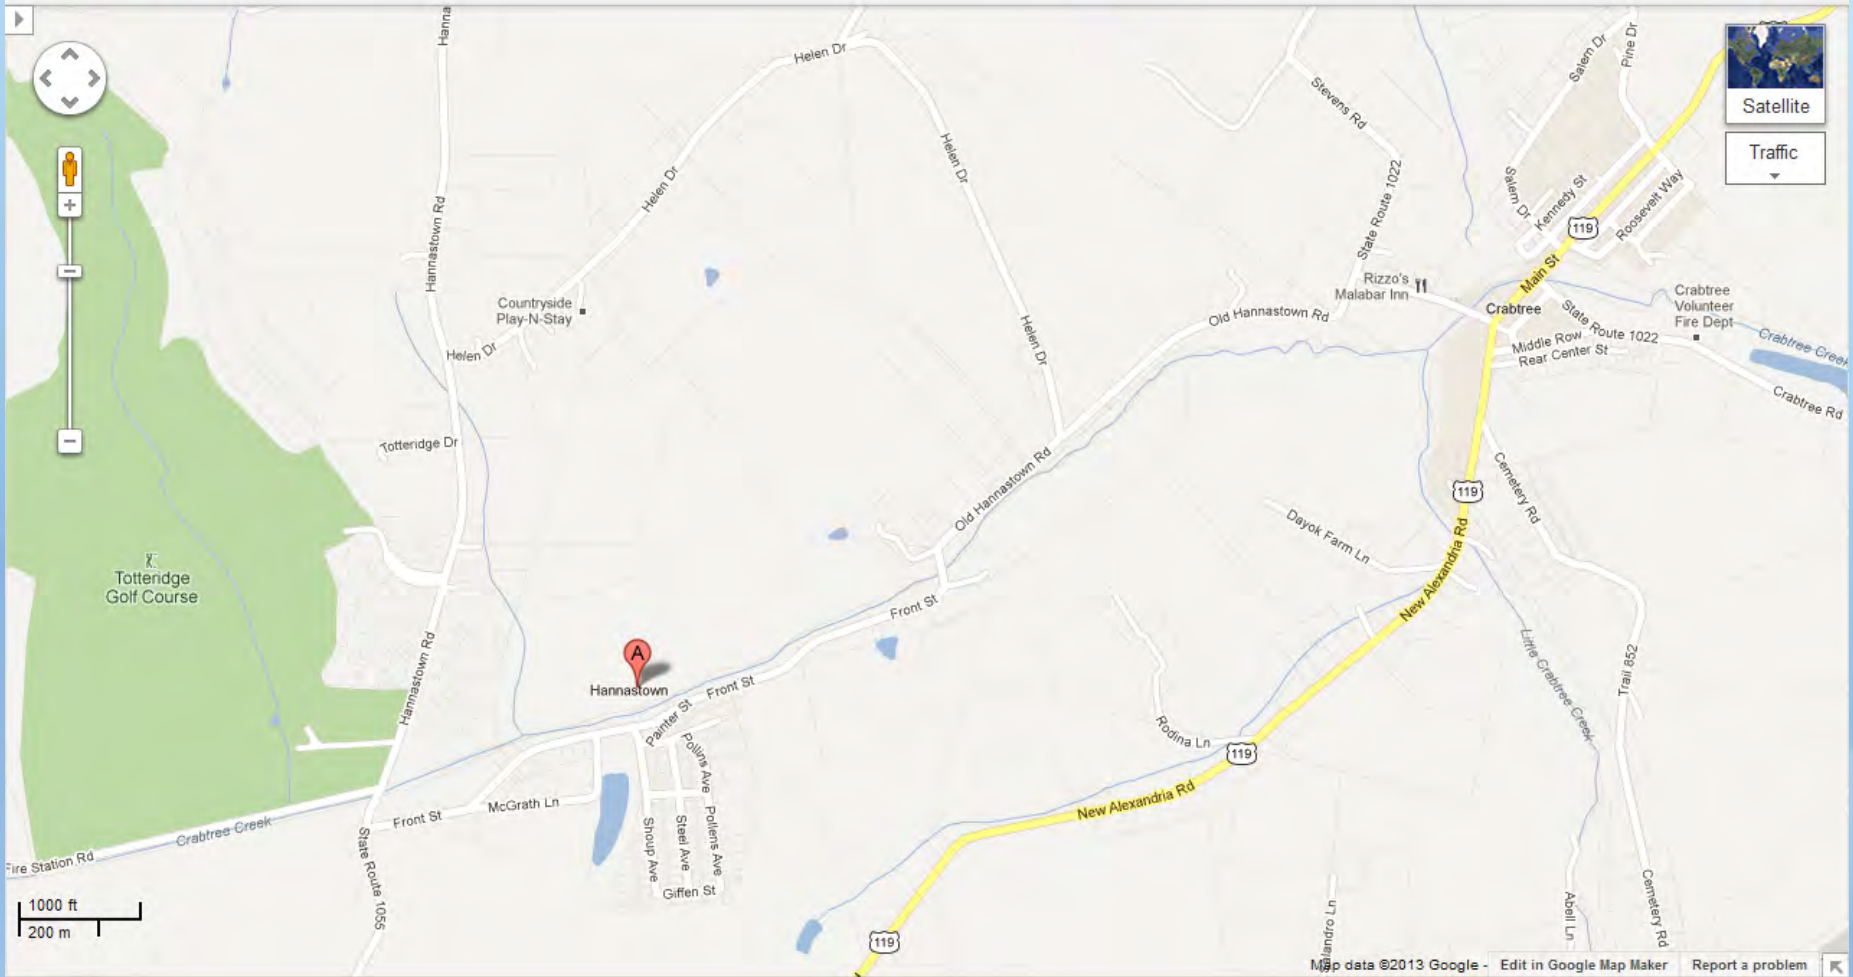 Hanna
Helen Dr
Salem Dr
Pine Dr
Satellite
Traffic
Stevens Rd
Helen Dr
Helen Dr
Hannastown Rd
State Route 1022
Salem Dr
Kennedy St
Roosevelt Way
119
Main St
Rizzo's
Malabar Inn
Crabtree
Crabtree
Volunteer
Fire Dept
Countryside
Play-N-Stay
Helen Dr
Helen Dr
Old Hannastown Rd
State Route 1022
Middle Row
Rear Center St
Crabtree Creek
Crabtree Rd
Totteridge Dr
Old Hannastown Rd
Cemetery Rd
119
Dayok Farm Ln
New Alexandria Rd
Totteridge
Golf Course
Front St
Hannastown Rd
A
Hannastown
Front St
Painter St
Pollins Ave
Little Crabtree Creek
Trail 852
Rodina Ln
119
New Alexandria Rd
McGrath Ln
Front St
Crabtree Creek
Fire Station Rd
State Route 1055
Shoup Ave
Steel Ave
Pollens Ave
Giffen St
Abell Ln
Cemetery Rd
119
1000 ft
200 m
Map data ©2013 Google -
Edit in Google Map Maker
Report a problem